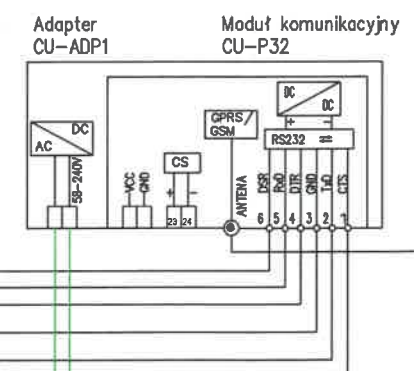 Adapter
CU-ADP1
Moduł komunikacyjny
CU-P32
DC
DC
GPRS/
GSM
RS232
AC
DC
58-240V
VCC
GND
CS
+
-
23 24
ANTENA
+
-
DSR
RxD
DTR
GND
TxD
CTS
6 5 4 3 2 1